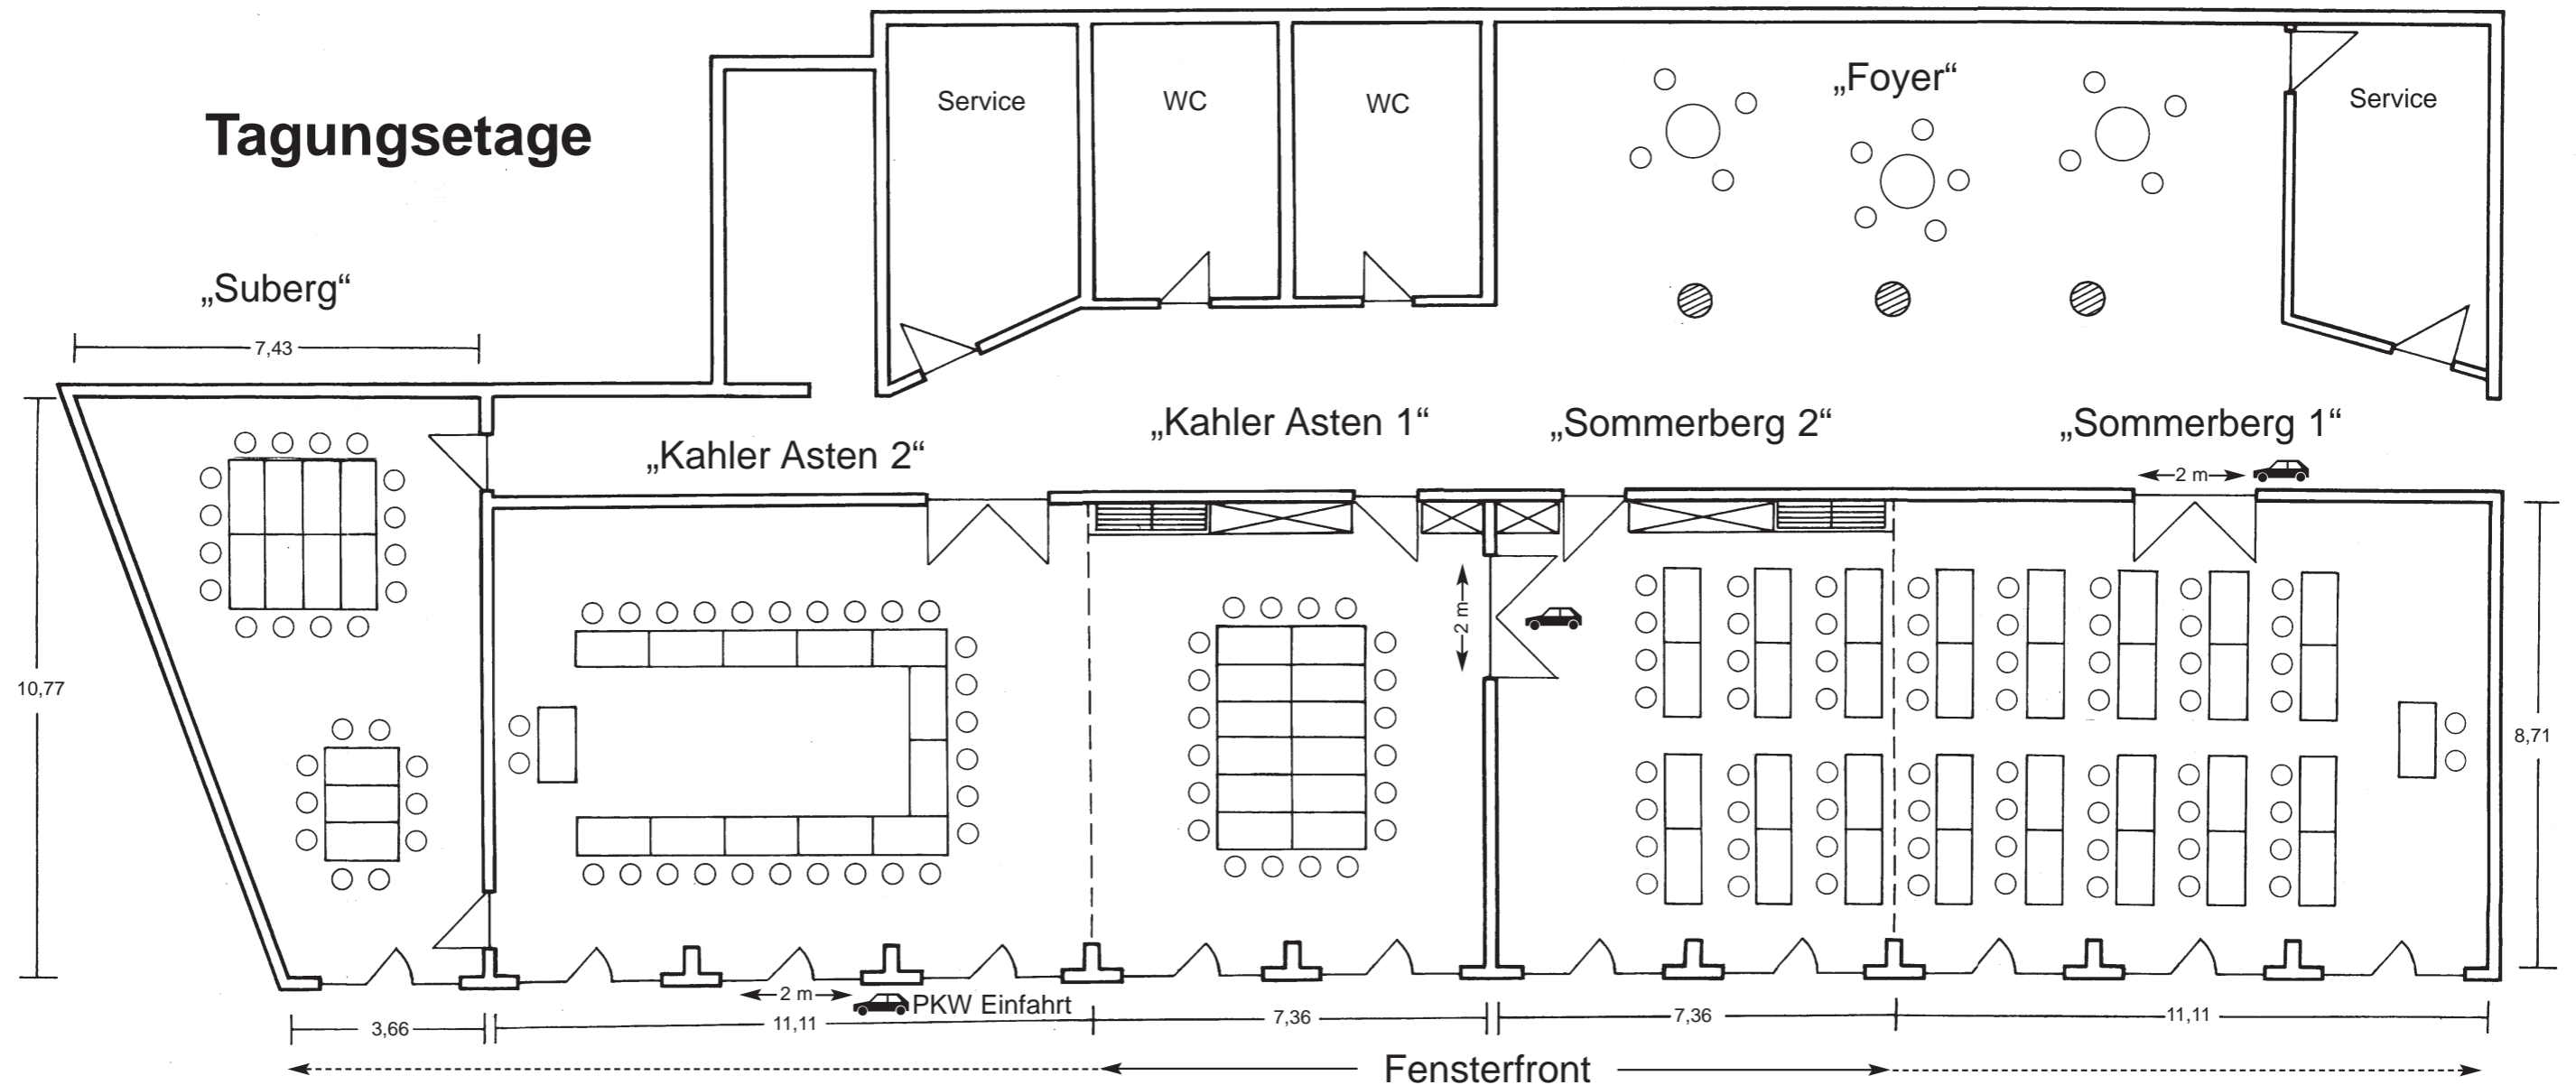 Service
WC
WC
„Foyer“
Service
Tagungsetage
„Suberg“
7,43
„Kahler Asten 2“
„Kahler Asten 1“
„Sommerberg 2“
„Sommerberg 1“
2 m
2 m
10,77
8,71
2 m
PKW Einfahrt
3,66
11,11
7,36
7,36
11,11
Fensterfront